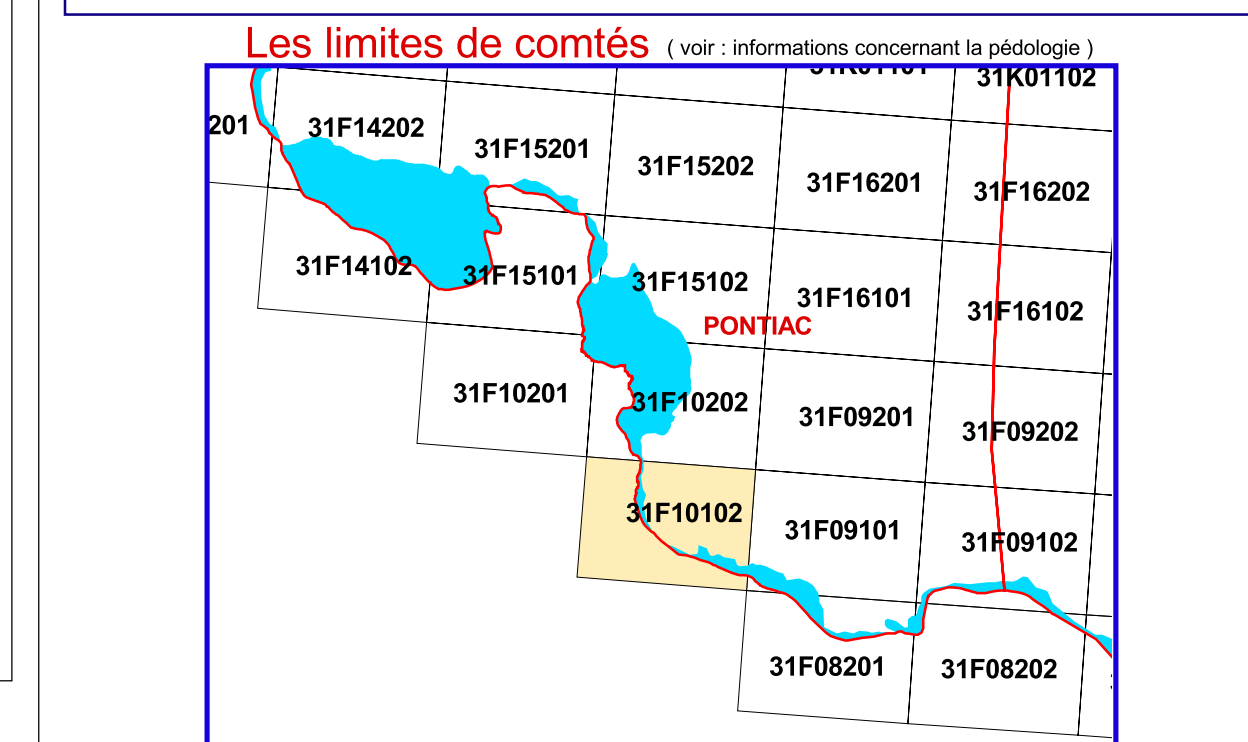 Les limites de comtés ( voir : informations concernant la pédologie )
31K01101 31K01102
201 31F14202 31F15201 31F15202 31F16201 31F16202
31F14102 31F15101 31F15102 31F16101 31F16102
PONTIAC
31F10201 31F10202 31F09201 31F09202
31F10102 31F09101 31F09102
31F08201 31F08202